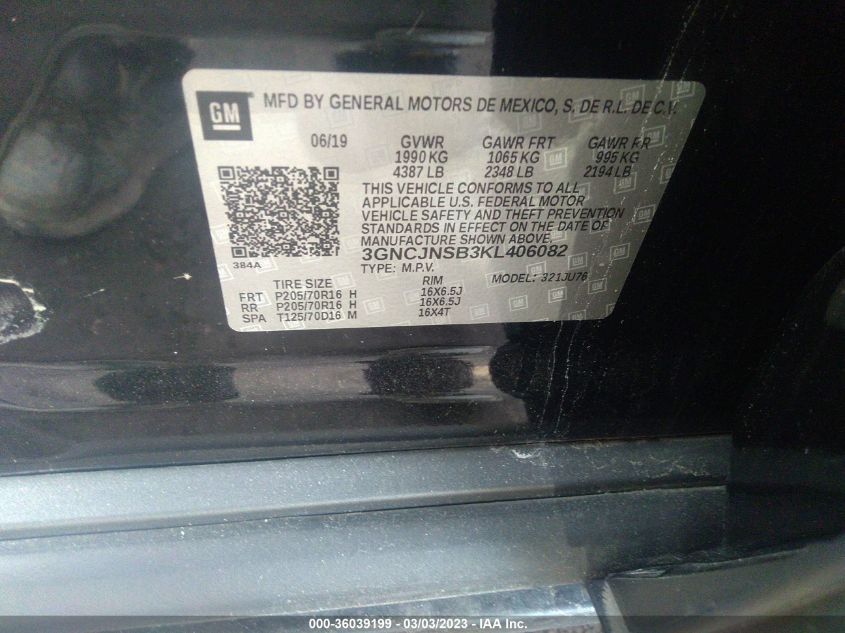 GM MFD BY GENERAL MOTORS DE MEXICO, S. DE R.L. DE C.V.
06/19 GVWR GAWR FRT GAWR RR
1990 KG 1065 KG 995 KG
4387 LB 2348 LB 2194 LB
THIS VEHICLE CONFORMS TO ALL
APPLICABLE U.S. FEDERAL MOTOR
VEHICLE SAFETY AND THEFT PREVENTION
STANDARDS IN EFFECT ON THE DATE OF
MANUFACTURE SHOWN ABOVE.
3GNCJNSB3KL406082
384A TYPE: M.P.V. MODEL: 321JU76
TIRE SIZE RIM
FRT P205/70R16 H 16X6.5J
RR P205/70R16 H 16X6.5J
SPA T125/70D16 M 16X4T
000-36039199 - 03/03/2023 - IAA Inc.